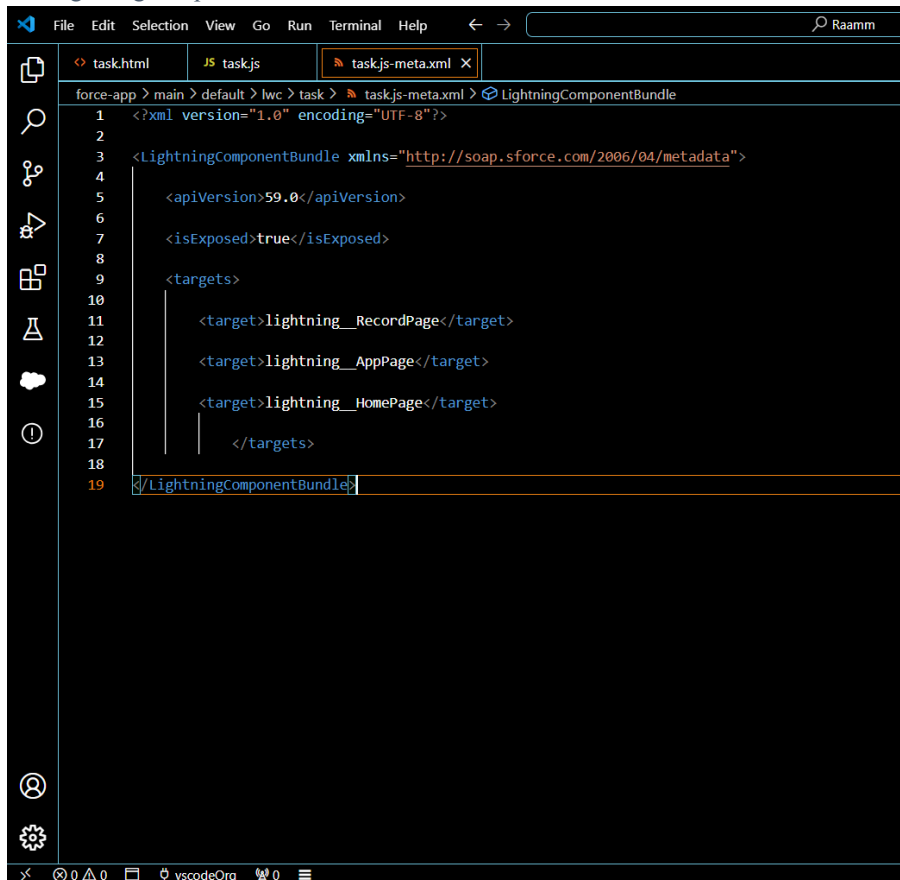 File Edit Selection View Go Run Terminal Help ← → Raamm
task.html JS task.js task.js-meta.xml ×
force-app > main > default > lwc > task > task.js-meta.xml > LightningComponentBundle
1 <?xml version="1.0" encoding="UTF-8"?>
2
3 <LightningComponentBundle xmlns="http://soap.sforce.com/2006/04/metadata">
4
5 <apiVersion>59.0</apiVersion>
6
7 <isExposed>true</isExposed>
8
9 <targets>
10
11 <target>lightning__RecordPage</target>
12
13 <target>lightning__AppPage</target>
14
15 <target>lightning__HomePage</target>
16
17 </targets>
18
19 </LightningComponentBundle>
0 0 vscodeOrg 0